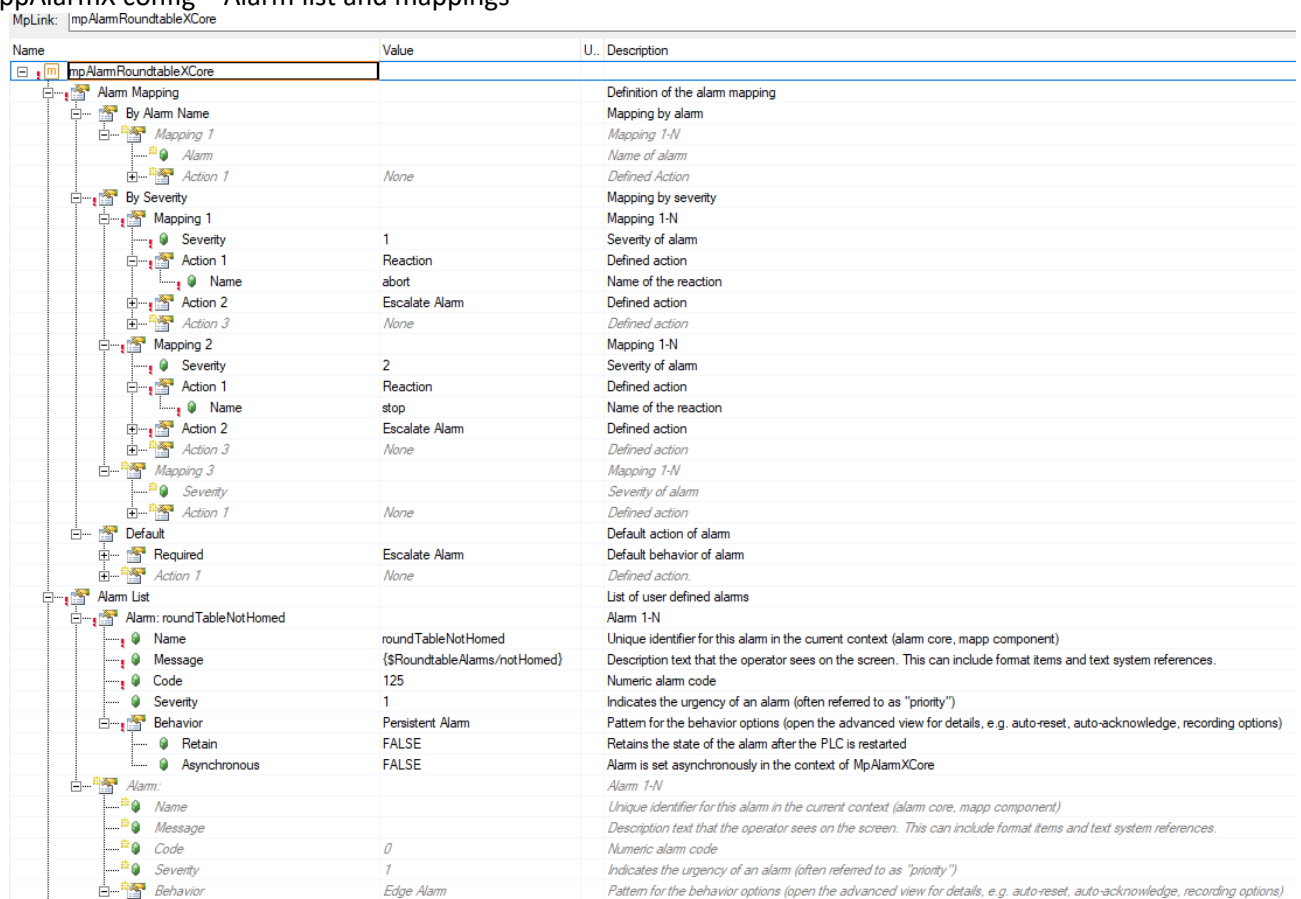 ppAlarmX config – Alarm list and mappings
MpLink: mpAlarmRoundtableXCore
Name Value U.. Description
mpAlarmRoundtableXCore
Alarm Mapping Definition of the alarm mapping
By Alarm Name Mapping by alarm
Mapping 1 Mapping 1-N
Alarm Name of alarm
Action 1 None Defined Action
By Severity Mapping by severity
Mapping 1 Mapping 1-N
Severity 1 Severity of alarm
Action 1 Reaction Defined action
Name abort Name of the reaction
Action 2 Escalate Alarm Defined action
Action 3 None Defined action
Mapping 2 Mapping 1-N
Severity 2 Severity of alarm
Action 1 Reaction Defined action
Name stop Name of the reaction
Action 2 Escalate Alarm Defined action
Action 3 None Defined action
Mapping 3 Mapping 1-N
Severity Severity of alarm
Action 1 None Defined action
Default Default action of alarm
Required Escalate Alarm Default behavior of alarm
Action 1 None Defined action.
Alarm List List of user defined alarms
Alarm: roundTableNotHomed Alarm 1-N
Name roundTableNotHomed Unique identifier for this alarm in the current context (alarm core, mapp component)
Message {$RoundtableAlarms/notHomed} Description text that the operator sees on the screen. This can include format items and text system references.
Code 125 Numeric alarm code
Severity 1 Indicates the urgency of an alarm (often referred to as "priority")
Behavior Persistent Alarm Pattern for the behavior options (open the advanced view for details, e.g. auto-reset, auto-acknowledge, recording options)
Retain FALSE Retains the state of the alarm after the PLC is restarted
Asynchronous FALSE Alarm is set asynchronously in the context of MpAlarmXCore
Alarm: Alarm 1-N
Name Unique identifier for this alarm in the current context (alarm core, mapp component)
Message Description text that the operator sees on the screen. This can include format items and text system references.
Code 0 Numeric alarm code
Severity 1 Indicates the urgency of an alarm (often referred to as "priority")
Behavior Edge Alarm Pattern for the behavior options (open the advanced view for details, e.g. auto-reset, auto-acknowledge, recording options)